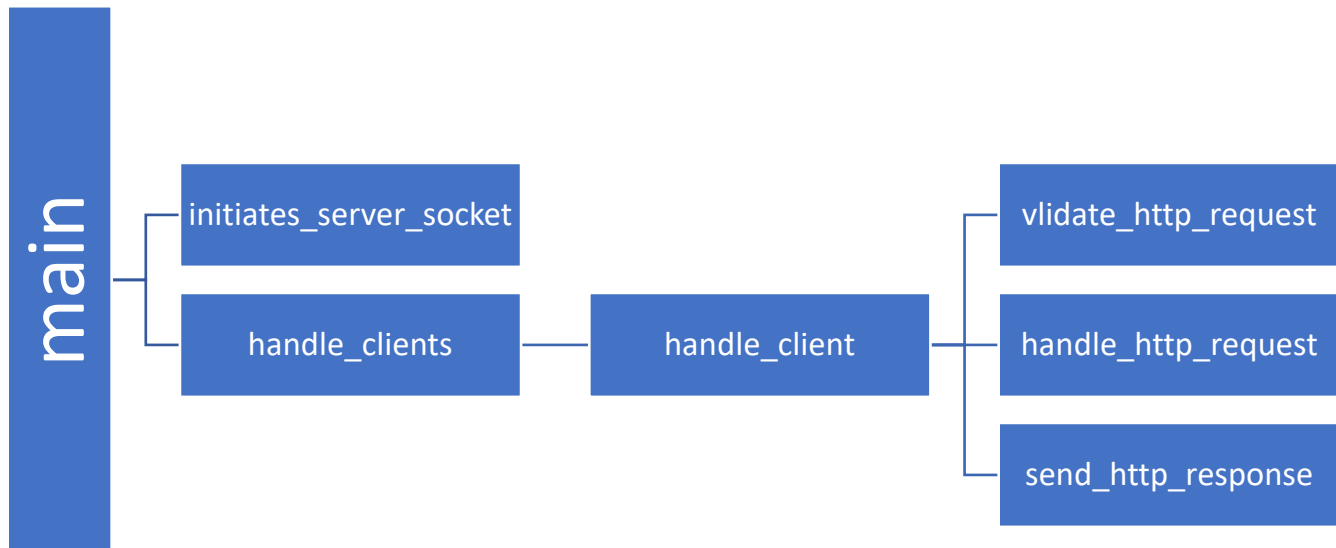 main
initiates_server_socket
handle_clients
handle_client
vlidate_http_request
handle_http_request
send_http_response